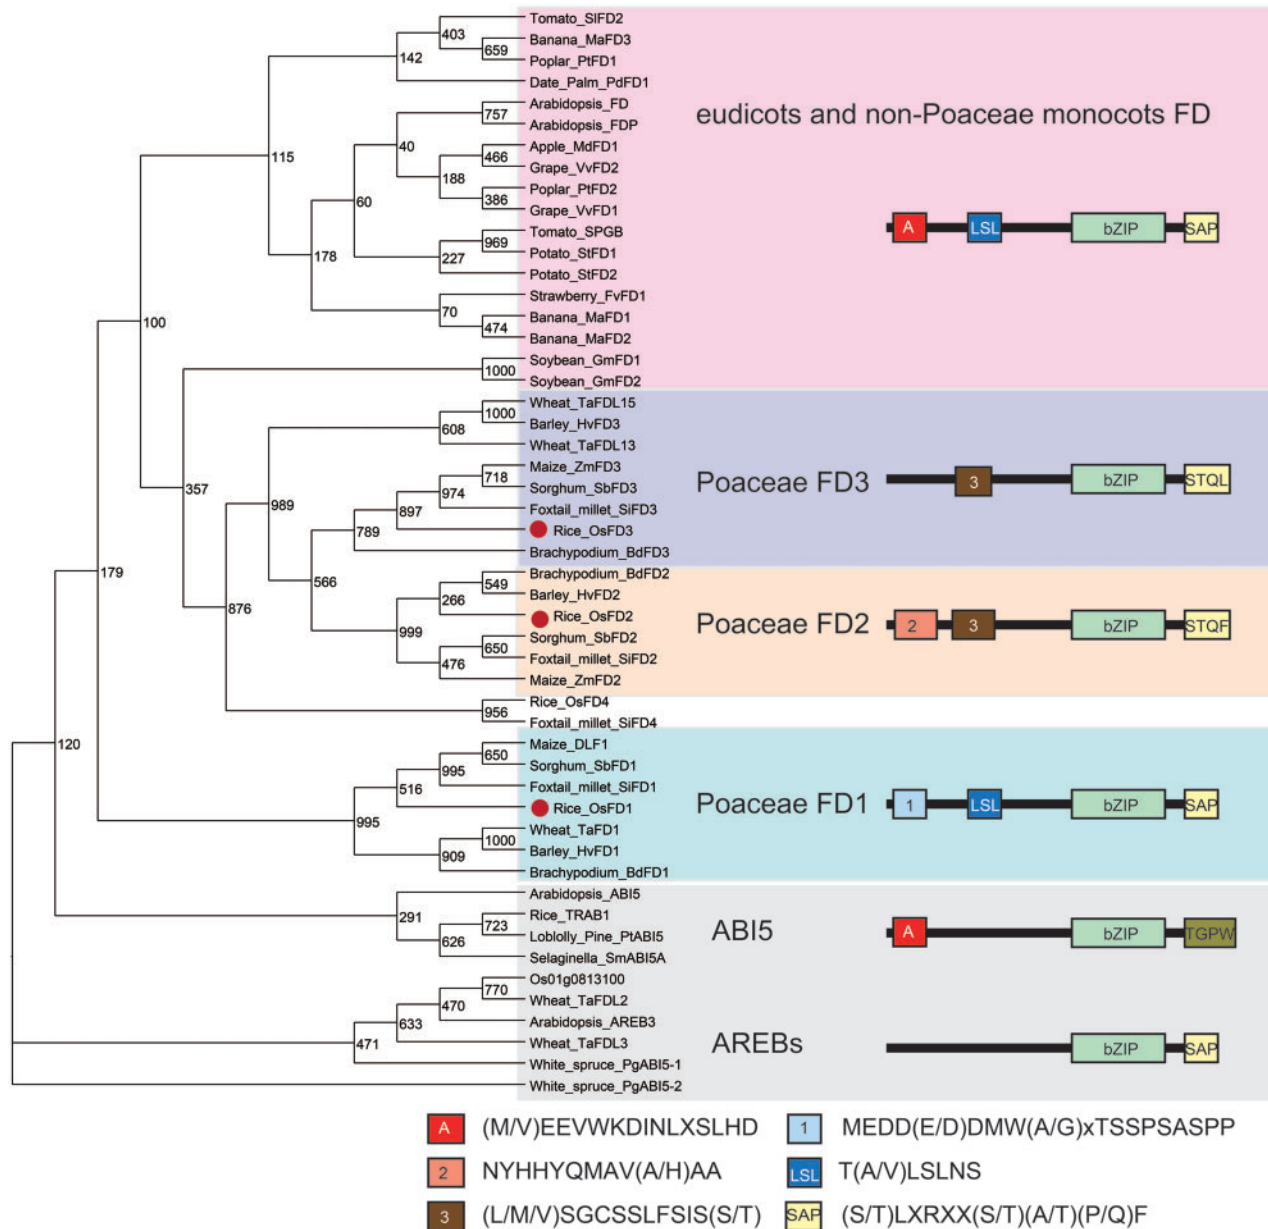 Tomato_SlFD2
403
Banana_MaFD3
659
142
Poplar_PtFD1
Date_Palm_PdFD1
Arabidopsis_FD
757
eudicots and non-Poaceae monocots FD
Arabidopsis_FDP
40
Apple_MdFD1
115
466
Grape_VvFD2
188
Poplar_PtFD2
60
386
Grape_VvFD1
A LSL bZIP SAP
Tomato_SPGB
969
178
Potato_StFD1
227
Potato_StFD2
Strawberry_FvFD1
70
Banana_MaFD1
100
474
Banana_MaFD2
Soybean_GmFD1
1000
Soybean_GmFD2
Wheat_TaFDL15
1000
Barley_HvFD3
608
Wheat_TaFDL13
Maize_ZmFD3
718
Poaceae FD3 3 bZIP STQL
357
974
Sorghum_SbFD3
989
897
Foxtail_millet_SiFD3
789
Rice_OsFD3
Brachypodium_BdFD3
179
566
Brachypodium_BdFD2
549
Barley_HvFD2
876
266
Rice_OsFD2
Poaceae FD2 2 3 bZIP STQF
999
Sorghum_SbFD2
650
Foxtail_millet_SiFD2
476
Maize_ZmFD2
Rice_OsFD4
956
Foxtail_millet_SiFD4
120
Maize_DLF1
650
Sorghum_SbFD1
995
516
Foxtail_millet_SiFD1
Rice_OsFD1
Poaceae FD1 1 LSL bZIP SAP
995
Wheat_TaFD1
1000
Barley_HvFD1
909
Brachypodium_BdFD1
Arabidopsis_ABI5
291
Rice_TRAB1
723
ABI5 A bZIP TGPW
Loblolly_Pine_PtABI5
626
Selaginella_SmABI5A
Os01g0813100
770
Wheat_TaFDL2
470
Arabidopsis_AREB3
633
AREBs bZIP SAP
Wheat_TaFDL3
471
White_spruce_PgABI5-1
White_spruce_PgABI5-2
A (M/V)EEVWKDINLXSLHD
1 MEDD(E/D)DMW(A/G)xTSSPSASPP
2 NYHHYQMAV(A/H)AA
LSL T(A/V)LSLNS
3 (L/M/V)SGCSSLFSIS(S/T)
SAP (S/T)LXRXX(S/T)(A/T)(P/Q)F